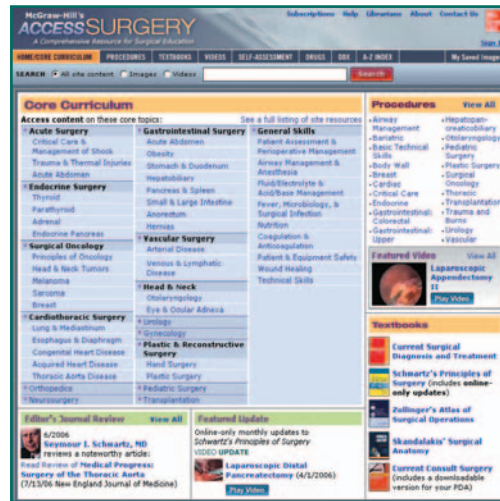 McGraw-Hill's
ACCESSSURGERY
A Comprehensive Resource for Surgical Education
Subscriptions Help Librarians About Contact Us
HOME/CORE CURRICULUM PROCEDURES TEXTBOOKS VIDEOS SELF-ASSESSMENT DRUGS DDX A-Z INDEX My Saved Images
SEARCH All site content Images Videos Search
Core Curriculum
Access content on these core topics: See a full listing of site resources
Acute Surgery
Critical Care &
Management of Shock
Trauma & Thermal Injuries
Acute Abdomen
Endocrine Surgery
Thyroid
Parathyroid
Adrenal
Endocrine Pancreas
Surgical Oncology
Principles of Oncology
Head & Neck Tumors
Melanoma
Sarcoma
Breast
Cardiothoracic Surgery
Lung & Mediastinum
Esophagus & Diaphragm
Congenital Heart Disease
Acquired Heart Disease
Thoracic Aorta Disease
Orthopedics
Neurosurgery
Gastrointestinal Surgery
Acute Abdomen
Obesity
Stomach & Duodenum
Hepatobiliary
Pancreas & Spleen
Small & Large Intestine
Anorectum
Hernies
Vascular Surgery
Arterial Disease
Venous & Lymphatic
Disease
Head & Neck
Otolaryngology
Eye & Ocular Adnexa
Urology
Gynecology
Plastic & Reconstructive
Surgery
Hand Surgery
Plastic Surgery
Pediatric Surgery
Transplantation
General Skills
Patient Assessment &
Perioperative Management
Airway Management &
Anesthesia
Fluid/Electrolyte &
Acid/Base Management
Fever, Microbiology, &
Surgical Infection
Nutrition
Coagulation &
Anticoagulation
Patient & Equipment Safety
Wound Healing
Technical Skills
Procedures View All
Airway
Management
Bariatric
Basic Technical
Skills
Body Wall
Breast
Cardiac
Critical Care
Endocrine
Gastrointestinal:
Colorectal
Gastrointestinal:
Upper
Hepatopan-
creaticobiliary
Otolaryngology
Pediatric
Surgery
Plastic Surgery
Surgical
Oncology
Thoracic
Transplantation
Trauma and
Burns
Urology
Vascular
Featured Video View All
Laparoscopic
Appendectomy
II
Play Video
Textbooks
Current Surgical
Diagnosis and Treatment
Schwartz's Principles of
Surgery (includes online-
only updates)
Zollinger's Atlas of
Surgical Operations
Skandalakis' Surgical
Anatomy
Current Consult Surgery
(includes a downloadable
version for your PDA)
Editor's Journal Review View All
6/2006
Seymour I. Schwartz, MD
reviews a noteworthy article:
Read Review of Medical Progress:
Surgery of the Thoracic Aorta
(7/13/06 New England Journal of Medicine)
Featured Update
Online-only monthly updates to
Schwartz's Principles of Surgery
VIDEO UPDATE
Laparoscopic Distal
Pancreatectomy (4/1/2006)
Play Video